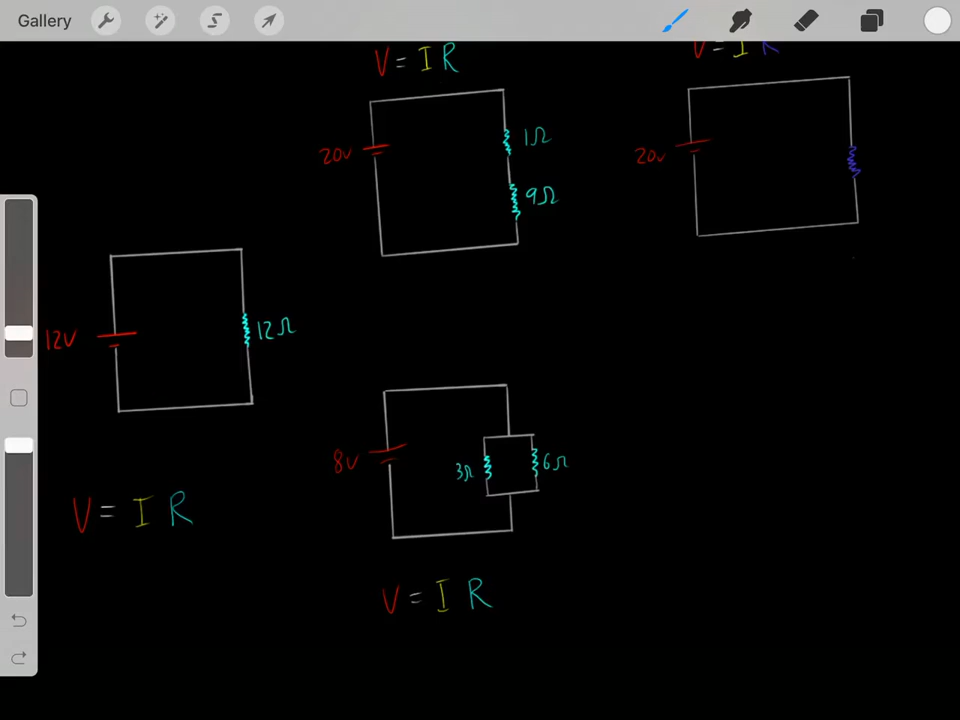 Gallery
V = I R
V = I R
20v
1Ω
9Ω
20v
12V
12Ω
8v
3Ω
6Ω
V = I R
V = I R